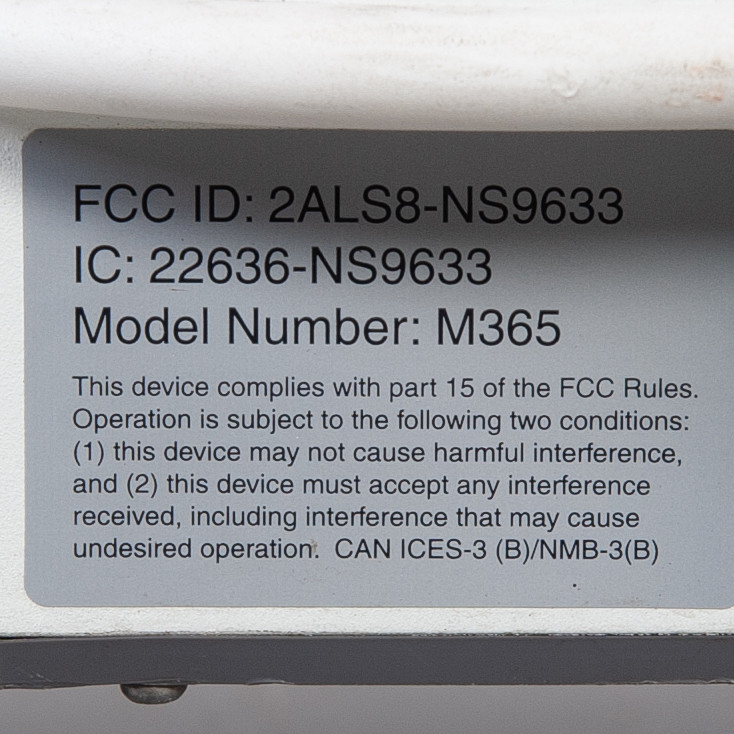 FCC ID: 2ALS8-NS9633
IC: 22636-NS9633
Model Number: M365
This device complies with part 15 of the FCC Rules.
Operation is subject to the following two conditions:
(1) this device may not cause harmful interference,
and (2) this device must accept any interference
received, including interference that may cause
undesired operation.  CAN ICES-3 (B)/NMB-3(B)